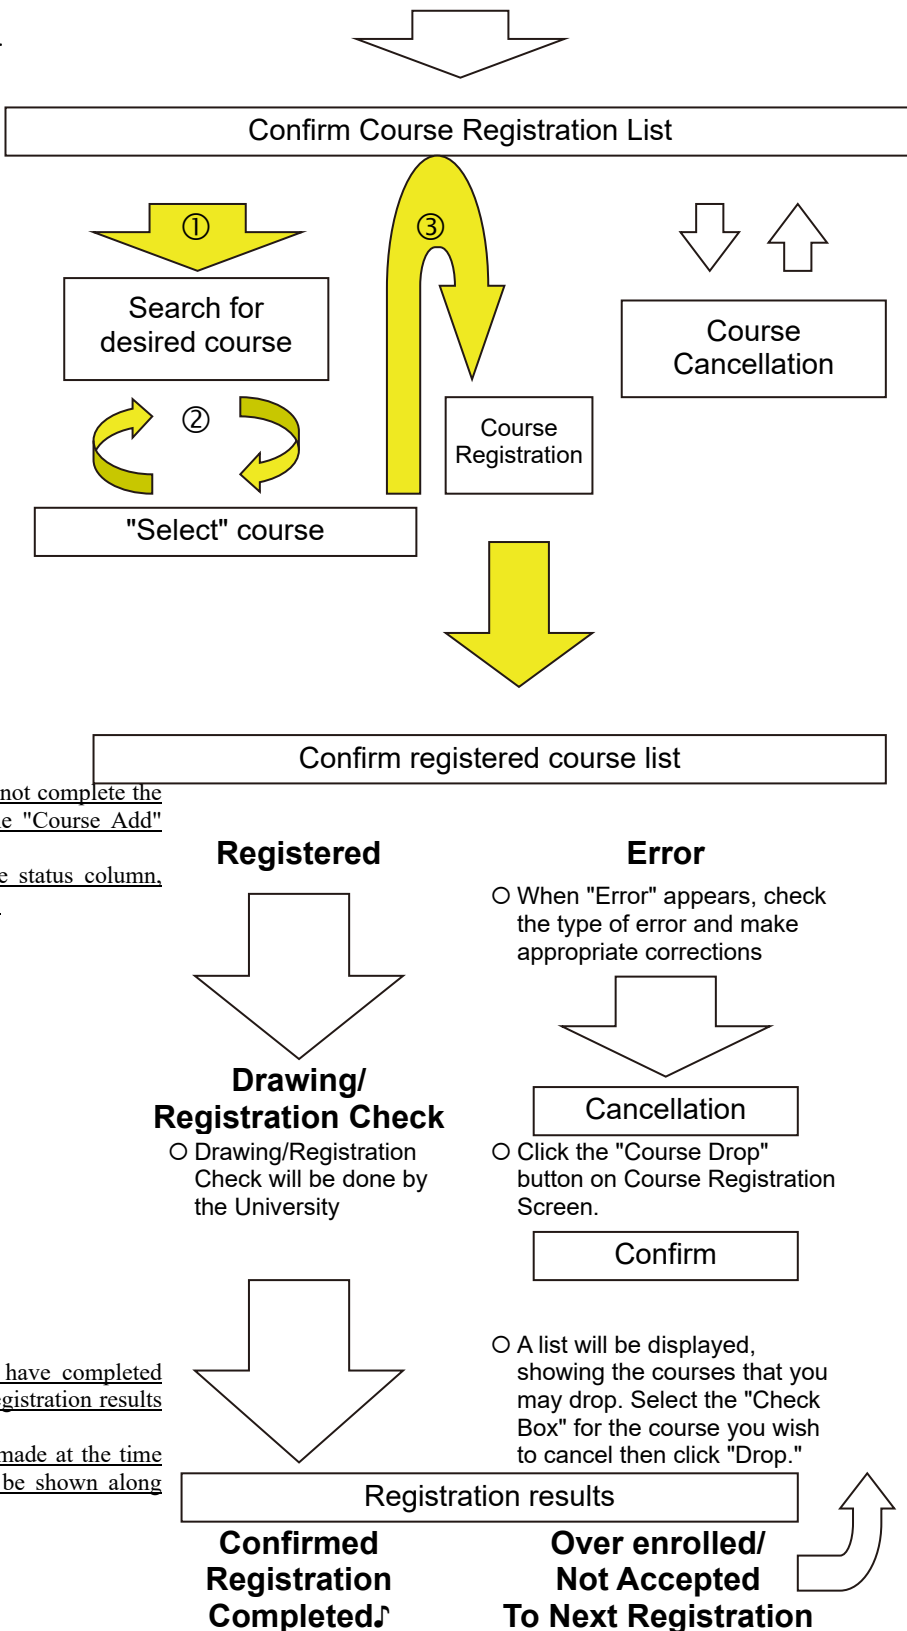 Confirm Course Registration List
①
③
Search for
desired course
Course
Cancellation
②
Course
Registration
"Select" course
Confirm registered course list
not complete the
e "Course Add"
e status column,
Registered
Error
○ When "Error" appears, check
the type of error and make
appropriate corrections
Drawing/
Registration Check
○ Drawing/Registration
Check will be done by
the University
Cancellation
○ Click the "Course Drop"
button on Course Registration
Screen.
Confirm
have completed
egistration results
made at the time
be shown along
○ A list will be displayed,
showing the courses that you
may drop. Select the "Check
Box" for the course you wish
to cancel then click "Drop."
Registration results
Confirmed
Registration
Completed♪
Over enrolled/
Not Accepted
To Next Registration